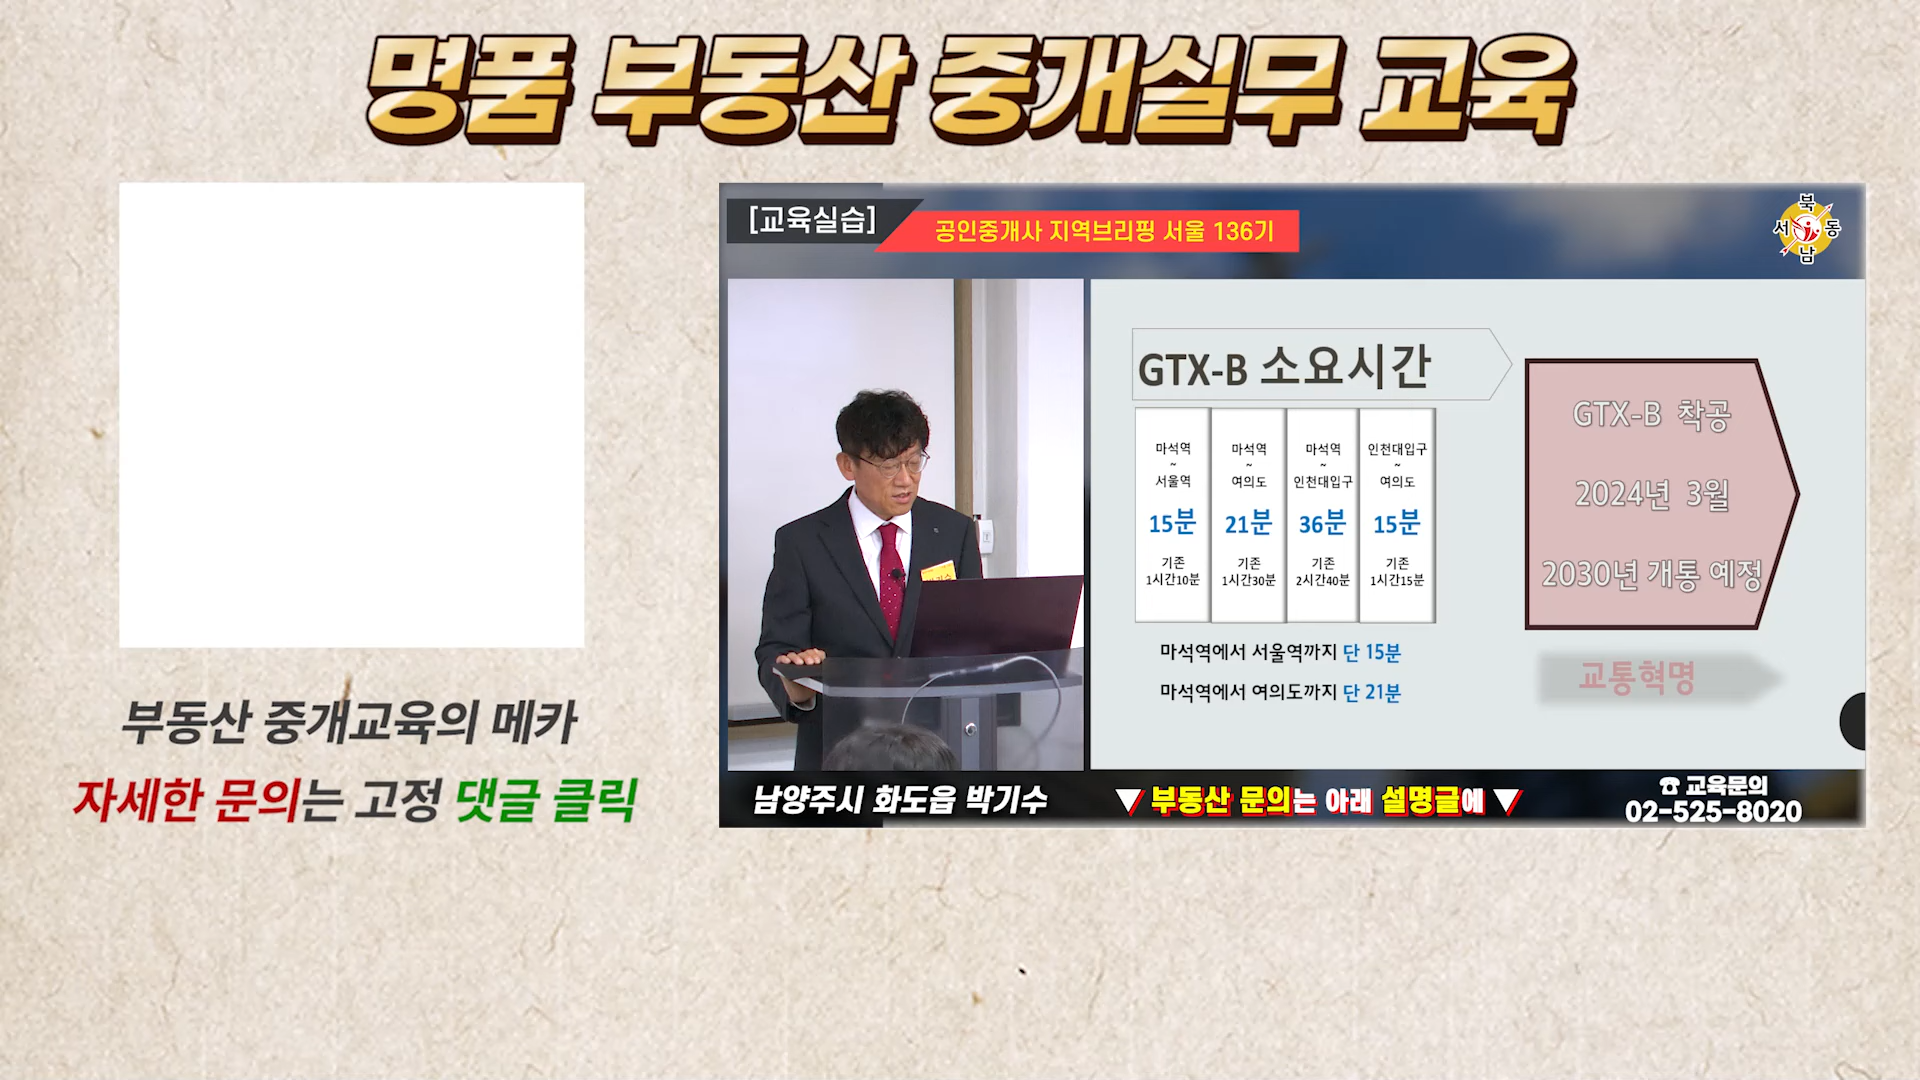 명품 부동산 중개실무 교육
[교육실습]
공인중개사 지역브리핑 서울 136기
북
서 동
남
GTX-B 소요시간
마석역
~
서울역
15분
기존
1시간10분
마석역
~
여의도
21분
기존
1시간30분
마석역
~
인천대입구
36분
기존
2시간40분
인천대입구
~
여의도
15분
기존
1시간15분
마석역에서 서울역까지 단 15분
마석역에서 여의도까지 단 21분
GTX-B 착공
2024년 3월
2030년 개통 예정
교통혁명
부동산 중개교육의 메카
자세한 문의는 고정 댓글 클릭
남양주시 화도읍 박기수
▼부동산 문의는 아래 설명글에▼
☎ 교육문의
02-525-8020